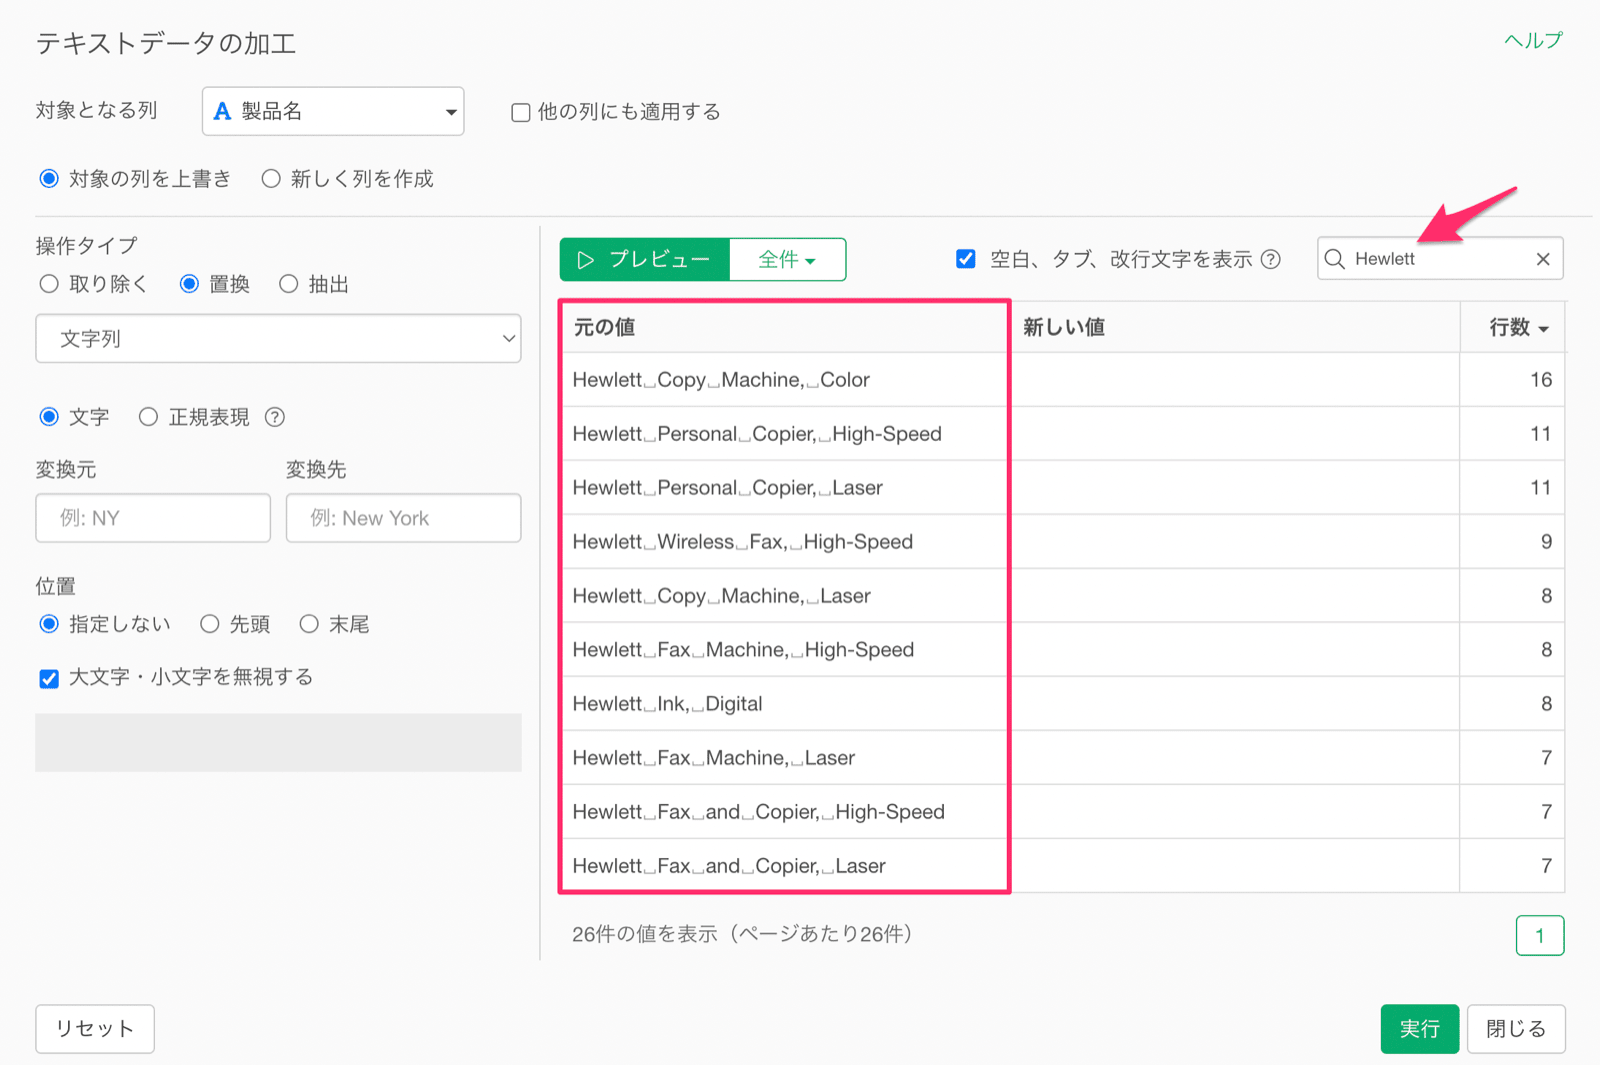 テキストデータの加工
ヘルプ
対象となる列
A 製品名
他の列にも適用する
対象の列を上書き 新しく列を作成
操作タイプ
取り除く 置換 抽出
文字列
文字 正規表現 ?
変換元 変換先
例: NY 例: New York
位置
指定しない 先頭 末尾
大文字・小文字を無視する
プレビュー 全件
空白、タブ、改行文字を表示 ?
Hewlett ×
元の値 新しい値 行数
Hewlett␣Copy␣Machine,␣Color 16
Hewlett␣Personal␣Copier,␣High-Speed 11
Hewlett␣Personal␣Copier,␣Laser 11
Hewlett␣Wireless␣Fax,␣High-Speed 9
Hewlett␣Copy␣Machine,␣Laser 8
Hewlett␣Fax␣Machine,␣High-Speed 8
Hewlett␣Ink,␣Digital 8
Hewlett␣Fax␣Machine,␣Laser 7
Hewlett␣Fax␣and␣Copier,␣High-Speed 7
Hewlett␣Fax␣and␣Copier,␣Laser 7
26件の値を表示（ページあたり26件）
1
リセット
実行 閉じる